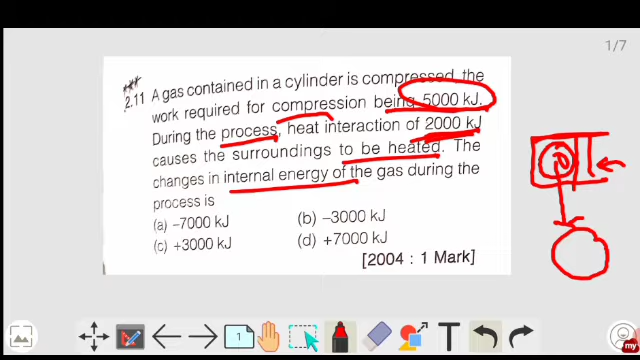 1/7
***
2.11 A gas contained in a cylinder is compressed, the
work required for compression being 5000 kJ.
During the process, heat interaction of 2000 kJ
causes the surroundings to be heated. The
changes in internal energy of the gas during the
process is
(a) –7000 kJ (b) –3000 kJ
(c) +3000 kJ (d) +7000 kJ
[2004 : 1 Mark]
1
T
my